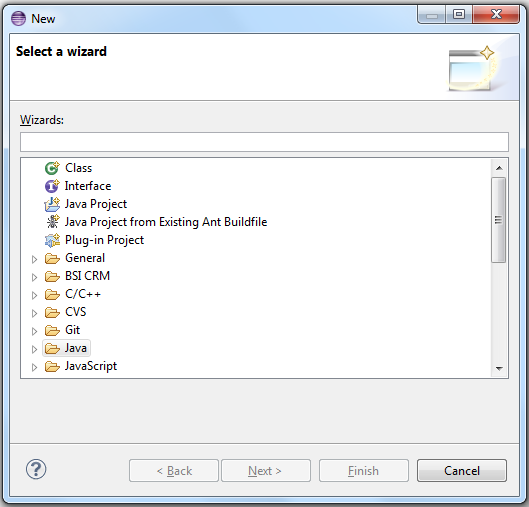 New
Select a wizard
Wizards:
Class
Interface
Java Project
Java Project from Existing Ant Buildfile
Plug-in Project
General
BSI CRM
C/C++
CVS
Git
Java
JavaScript
? < Back Next > Finish Cancel